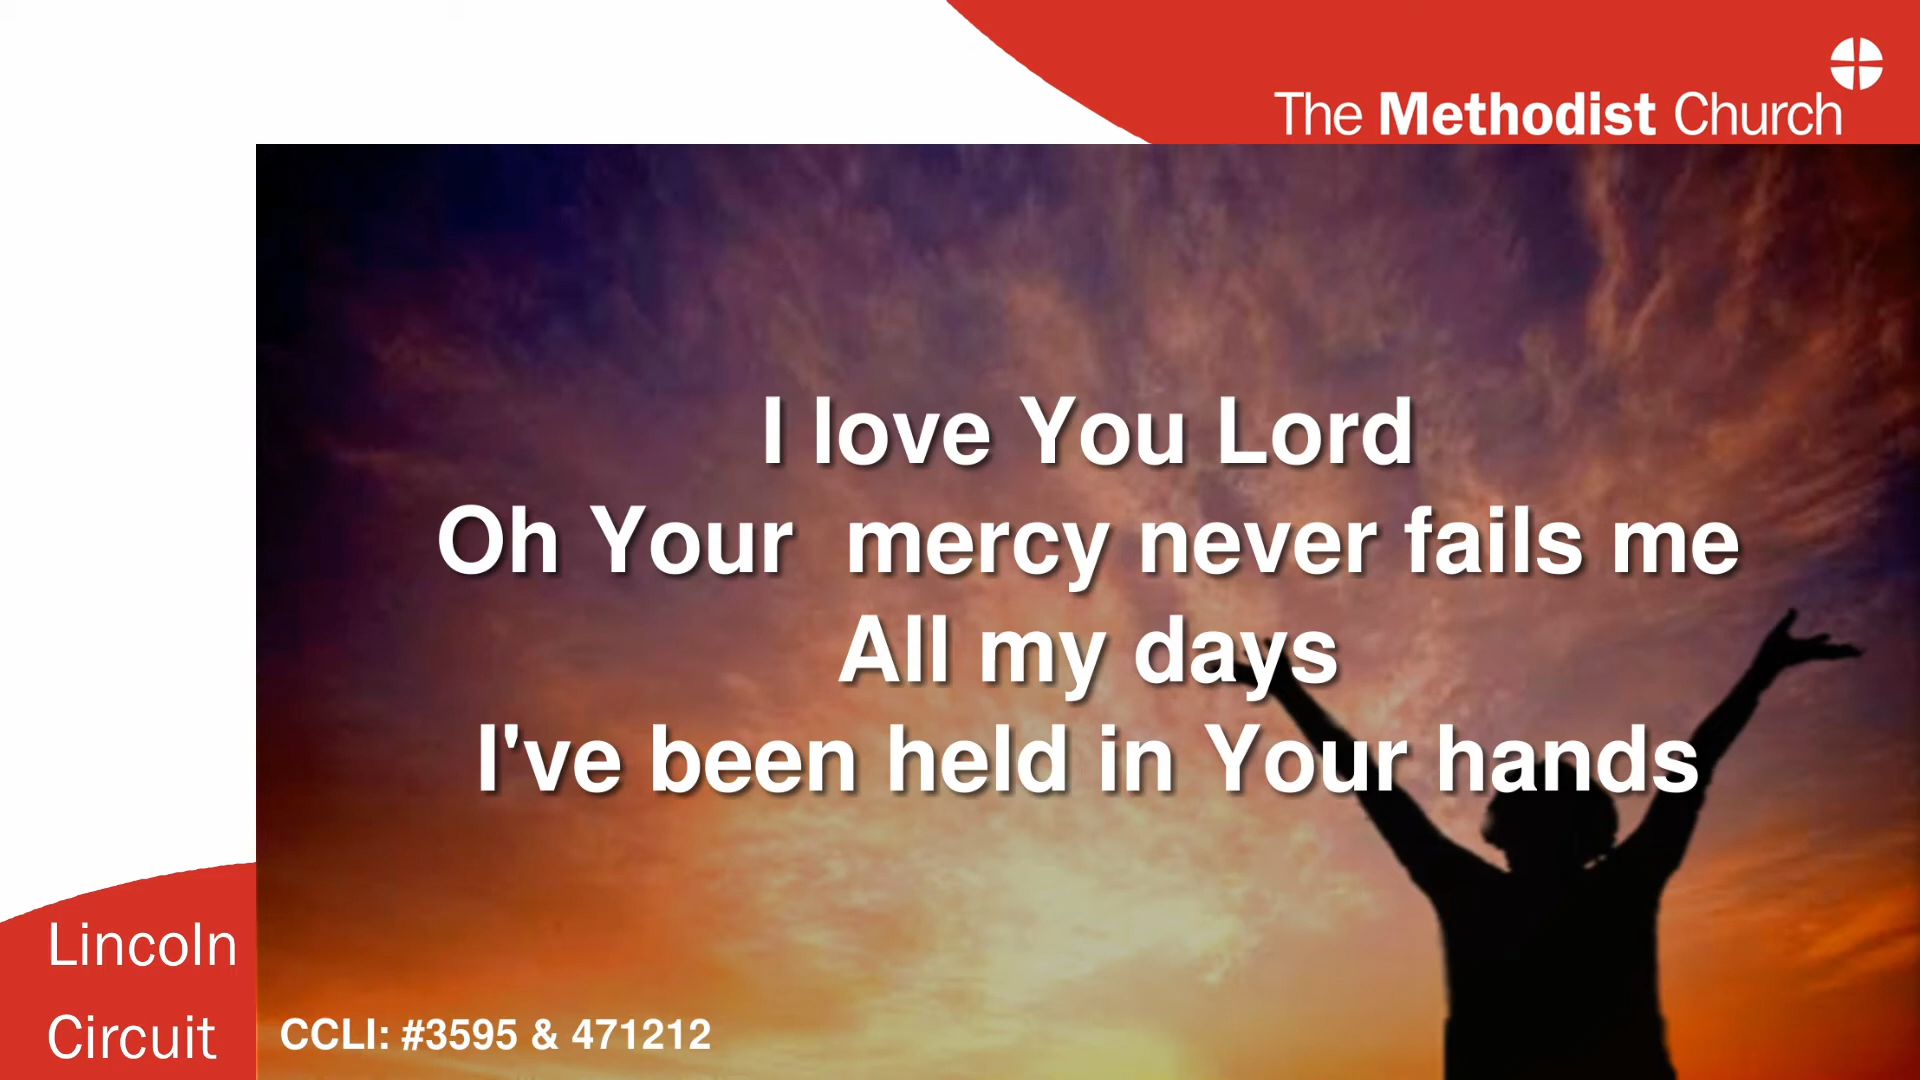 The Methodist Church
I love You Lord
Oh Your  mercy never fails me
All my days
I've been held in Your hands
Lincoln
Circuit
CCLI: #3595 & 471212